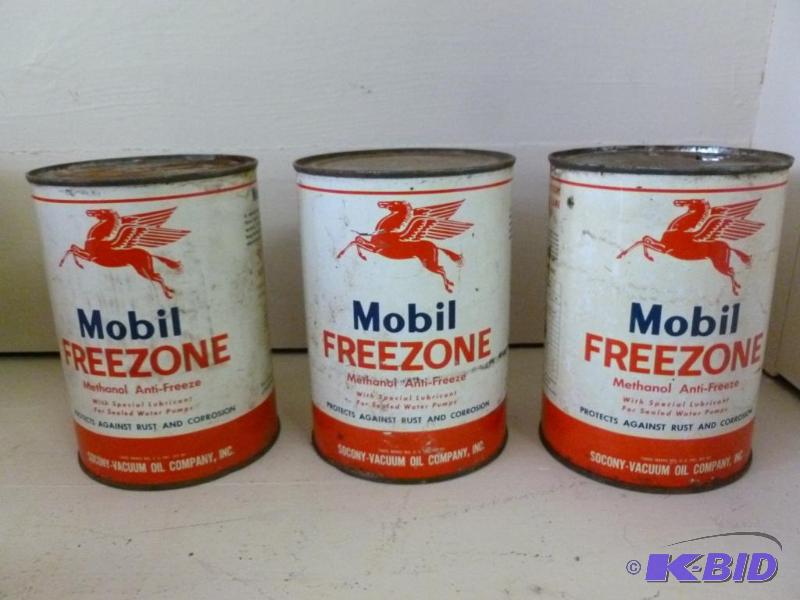 Mobil
FREEZONE
Methanol Anti-Freeze
With Special Lubricant
For Sealed Water Pumps
PROTECTS AGAINST RUST AND CORROSION
SOCONY-VACUUM OIL COMPANY, INC.
Mobil
FREEZONE
Methanol Anti-Freeze
With Special Lubricant
For Sealed Water Pumps
PROTECTS AGAINST RUST AND CORROSION
SOCONY-VACUUM OIL COMPANY, INC.
Mobil
FREEZONE
Methanol Anti-Freeze
With Special Lubricant
For Sealed Water Pumps
PROTECTS AGAINST RUST AND CORROSION
SOCONY-VACUUM OIL COMPANY, INC.
© K-BID